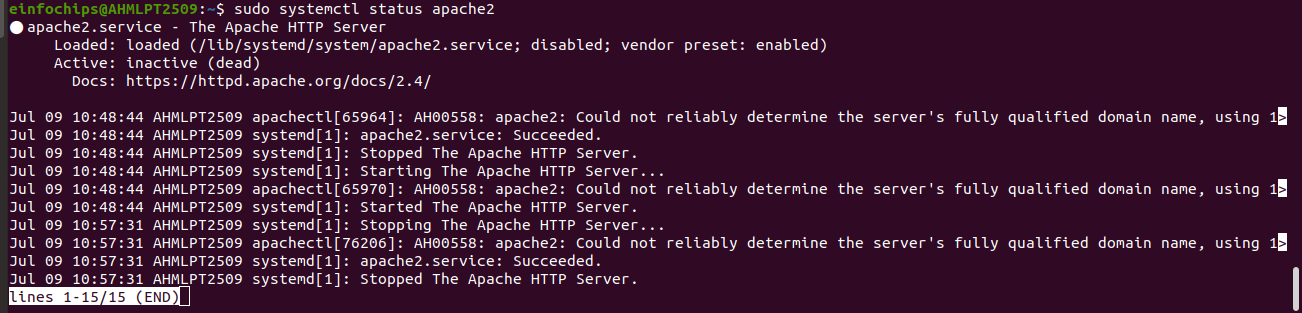 einfochips@AHMLPT2509:~$ sudo systemctl status apache2
● apache2.service - The Apache HTTP Server
     Loaded: loaded (/lib/systemd/system/apache2.service; disabled; vendor preset: enabled)
     Active: inactive (dead)
       Docs: https://httpd.apache.org/docs/2.4/
Jul 09 10:48:44 AHMLPT2509 apachectl[65964]: AH00558: apache2: Could not reliably determine the server's fully qualified domain name, using 1>
Jul 09 10:48:44 AHMLPT2509 systemd[1]: apache2.service: Succeeded.
Jul 09 10:48:44 AHMLPT2509 systemd[1]: Stopped The Apache HTTP Server.
Jul 09 10:48:44 AHMLPT2509 systemd[1]: Starting The Apache HTTP Server...
Jul 09 10:48:44 AHMLPT2509 apachectl[65970]: AH00558: apache2: Could not reliably determine the server's fully qualified domain name, using 1>
Jul 09 10:48:44 AHMLPT2509 systemd[1]: Started The Apache HTTP Server.
Jul 09 10:57:31 AHMLPT2509 systemd[1]: Stopping The Apache HTTP Server...
Jul 09 10:57:31 AHMLPT2509 apachectl[76206]: AH00558: apache2: Could not reliably determine the server's fully qualified domain name, using 1>
Jul 09 10:57:31 AHMLPT2509 systemd[1]: apache2.service: Succeeded.
Jul 09 10:57:31 AHMLPT2509 systemd[1]: Stopped The Apache HTTP Server.
lines 1-15/15 (END)